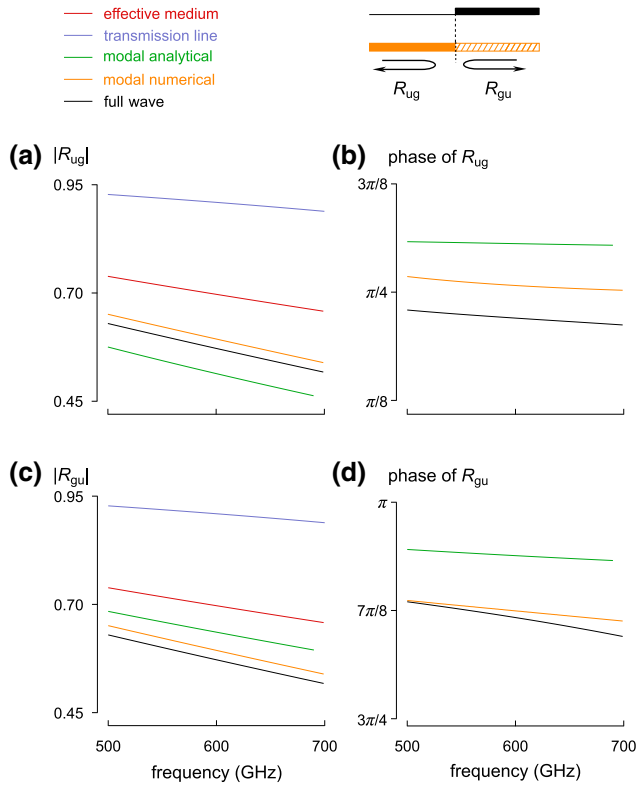 effective medium
transmission line
modal analytical
modal numerical
full wave
R_ug R_gu
(a) |R_ug|
0.95
0.70
0.45
(b) phase of R_ug
3π/8
π/4
π/8
(c) |R_gu|
0.95
0.70
0.45
500 600 700
frequency (GHz)
(d) phase of R_gu
π
7π/8
3π/4
500 600 700
frequency (GHz)